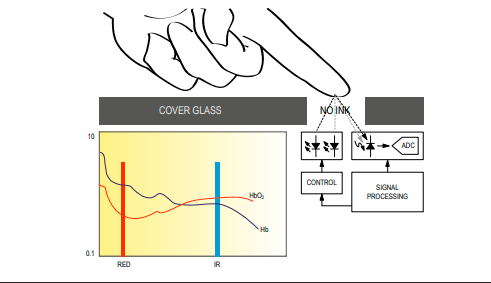 COVER GLASS
NO INK
10
ADC
CONTROL
SIGNAL
PROCESSING
HbO2
Hb
0.1
RED
IR